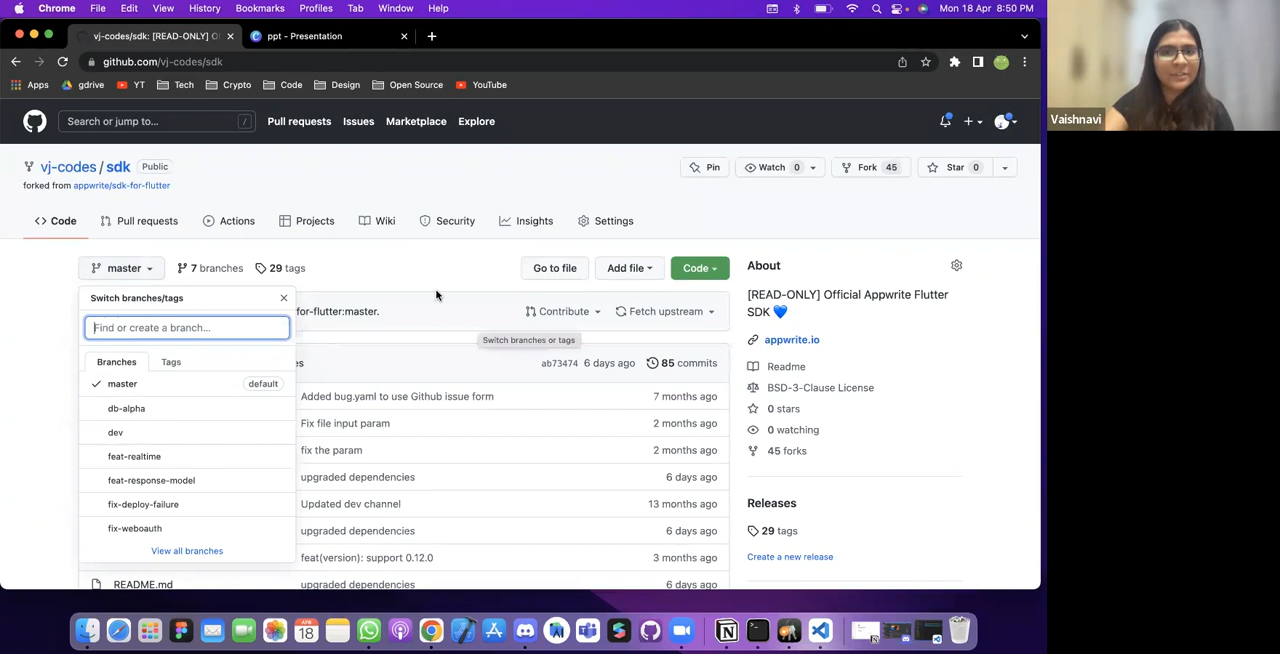 Chrome File Edit View History Bookmarks Profiles Tab Window Help Mon 18 Apr 8:50 PM
vj-codes/sdk: [READ-ONLY] O ppt - Presentation
github.com/vj-codes/sdk
Apps gdrive YT Tech Crypto Code Design Open Source YouTube
Search or jump to... / Pull requests Issues Marketplace Explore
Vaishnavi
vj-codes / sdk Public Pin Watch 0 Fork 45 Star 0
forked from appwrite/sdk-for-flutter
Code Pull requests Actions Projects Wiki Security Insights Settings
master 7 branches 29 tags Go to file Add file Code
About
Switch branches/tags
[READ-ONLY] Official Appwrite Flutter
SDK 💙
for-flutter:master. Contribute Fetch upstream
Find or create a branch...
Switch branches or tags
appwrite.io
Branches Tags
es ab73474 6 days ago 85 commits
Readme
master default
BSD-3-Clause License
Added bug.yaml to use Github issue form 7 months ago
db-alpha
0 stars
Fix file input param 2 months ago
dev
0 watching
fix the param 2 months ago
45 forks
feat-realtime
upgraded dependencies 6 days ago
feat-response-model
Updated dev channel 13 months ago
Releases
fix-deploy-failure
upgraded dependencies 6 days ago
29 tags
fix-weboauth
View all branches
feat(version): support 0.12.0 3 months ago
Create a new release
README.md upgraded dependencies 6 days ago
APR
18